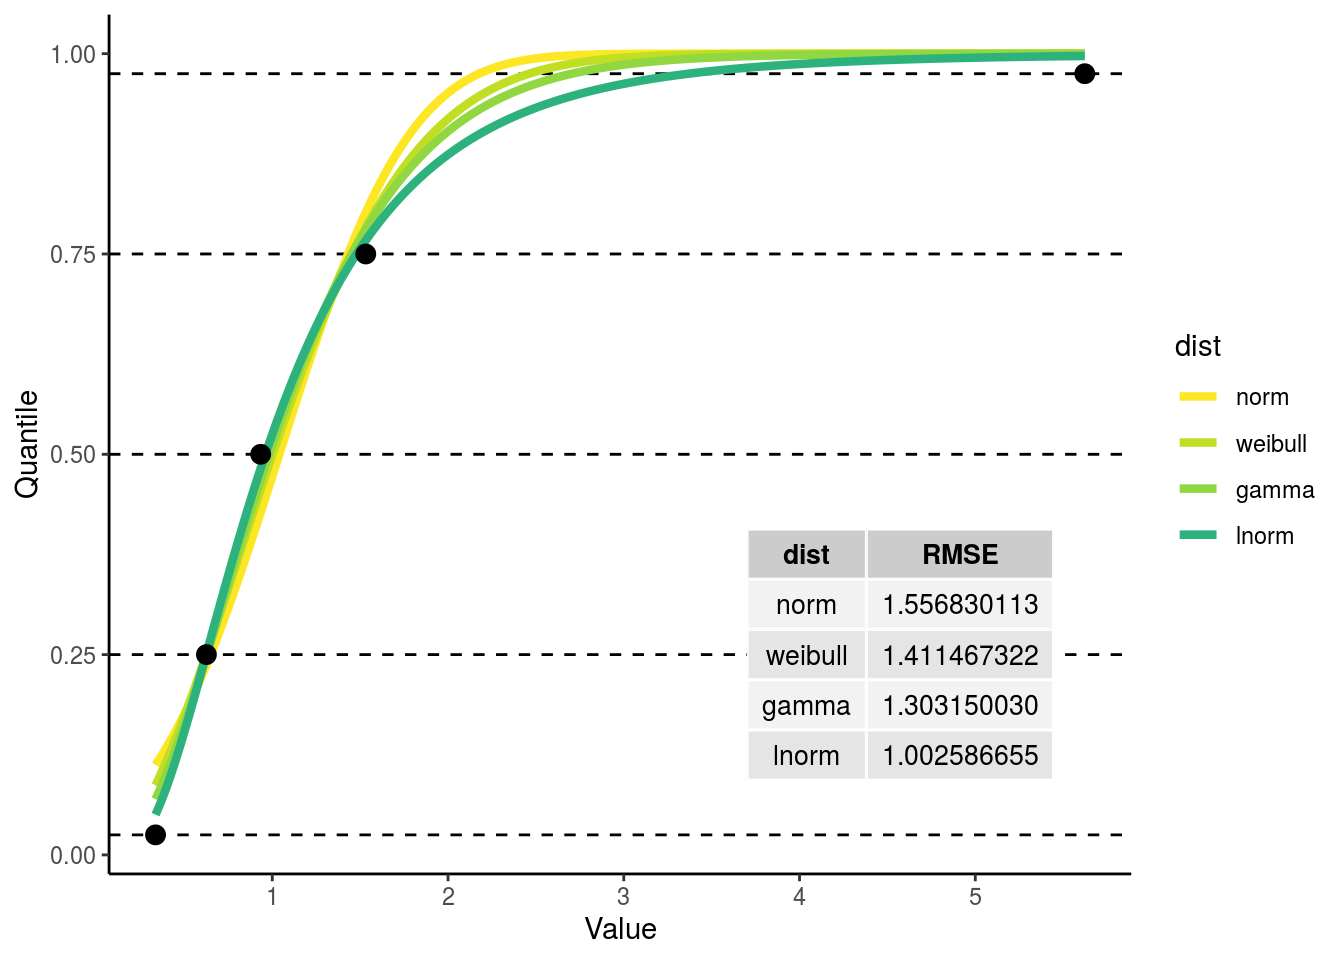 1.00
0.75
0.50
0.25
0.00
Quantile
1 2 3 4 5
Value
dist RMSE
norm 1.556830113
weibull 1.411467322
gamma 1.303150030
lnorm 1.002586655
dist
norm
weibull
gamma
lnorm